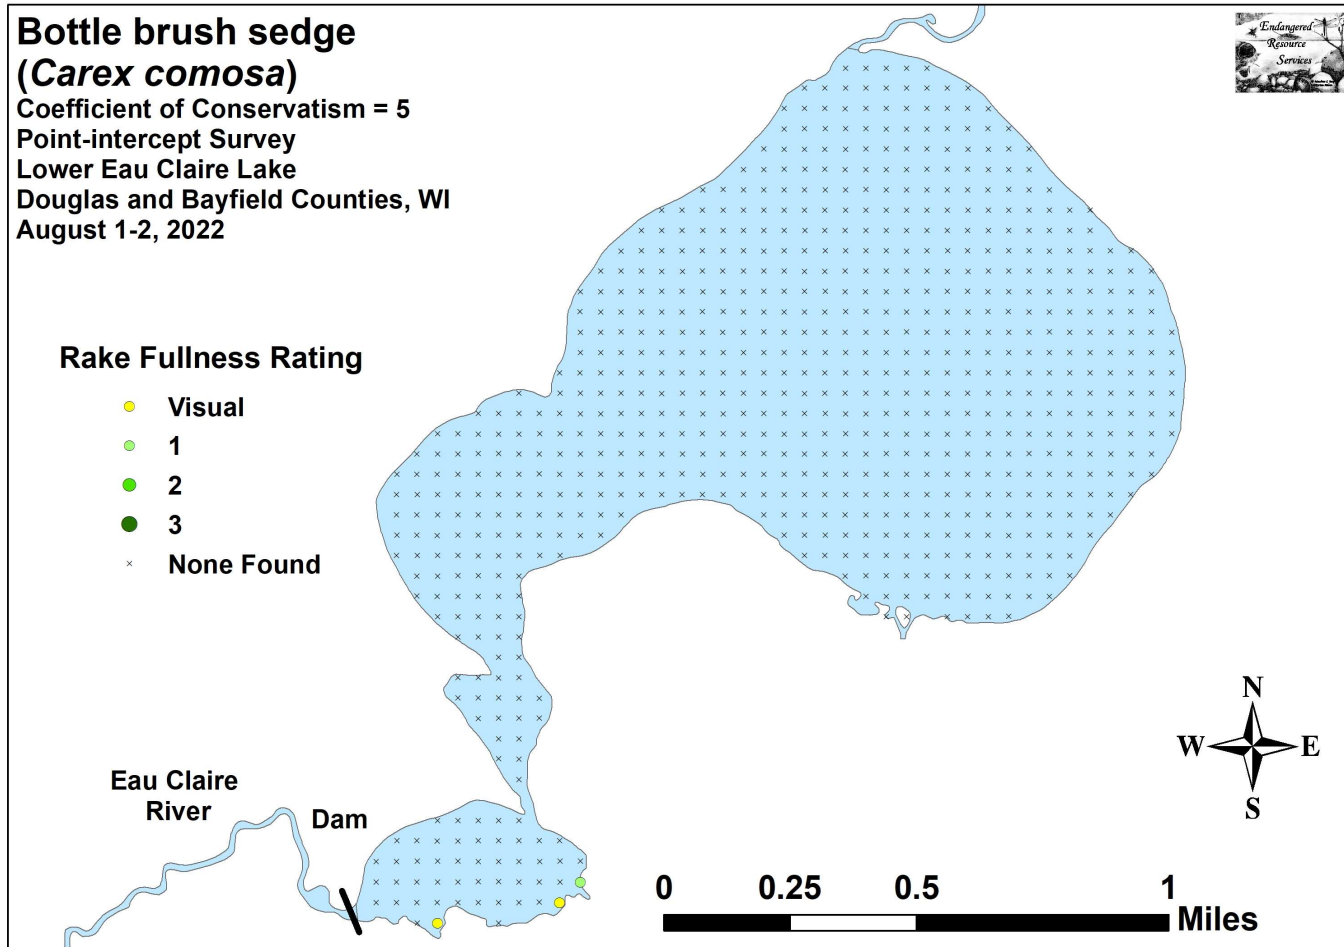 Bottle brush sedge
(Carex comosa)
Coefficient of Conservatism = 5
Point-intercept Survey
Lower Eau Claire Lake
Douglas and Bayfield Counties, WI
August 1-2, 2022
Endangered
Resource
Services
Rake Fullness Rating
Visual
1
2
3
None Found
N
W E
S
Eau Claire
River
Dam
0 0.25 0.5 1
Miles